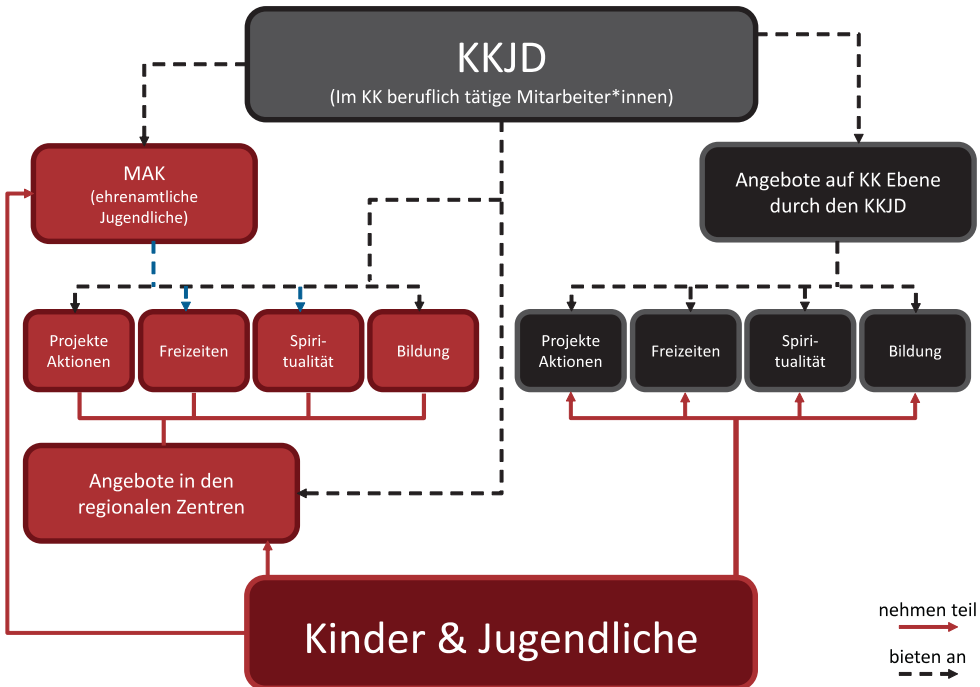 KKJD
(Im KK beruflich tätige Mitarbeiter*innen)
MAK
(ehrenamtliche
Jugendliche)
Angebote auf KK Ebene
durch den KKJD
Projekte
Aktionen
Freizeiten
Spiri-
tualität
Bildung
Projekte
Aktionen
Freizeiten
Spiri-
tualität
Bildung
Angebote in den
regionalen Zentren
Kinder & Jugendliche
nehmen teil
bieten an